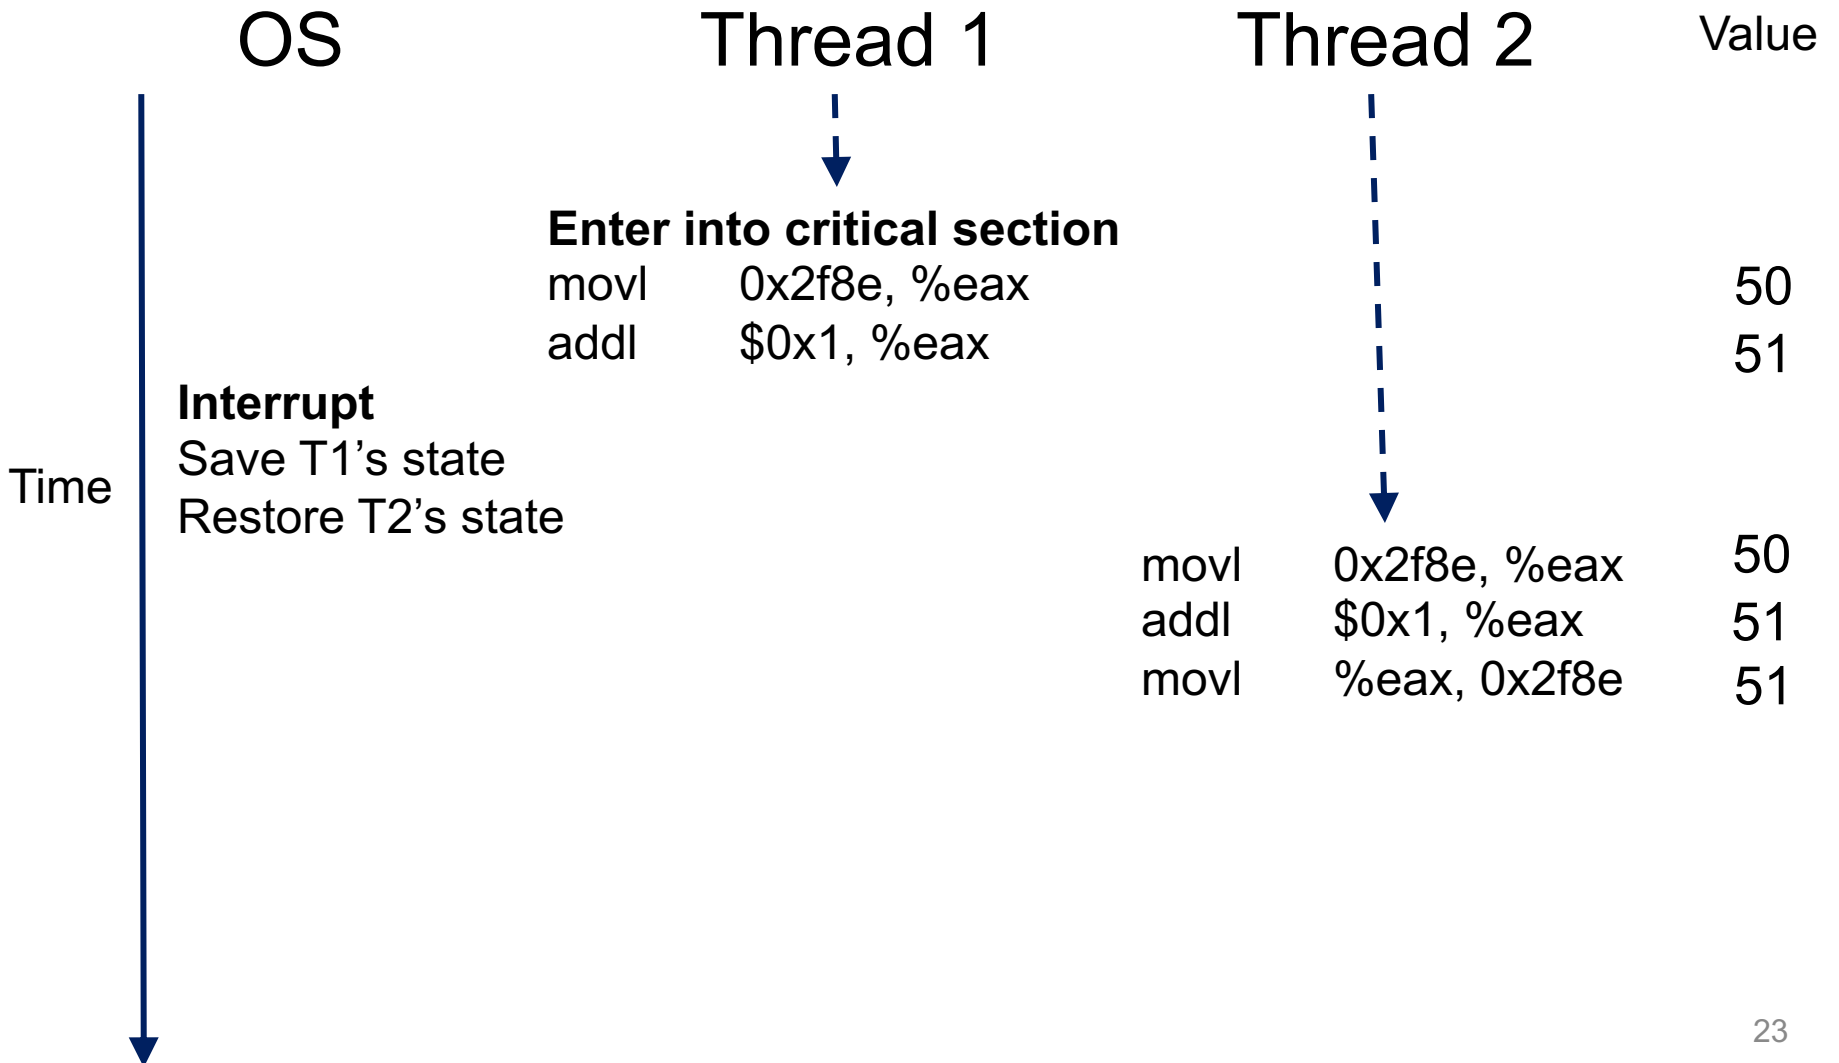 OS Thread 1 Thread 2 Value
Enter into critical section
movl 0x2f8e, %eax 50
addl $0x1, %eax 51
Interrupt
Save T1’s state
Time
Restore T2’s state
movl 0x2f8e, %eax 50
addl $0x1, %eax 51
movl %eax, 0x2f8e 51
23